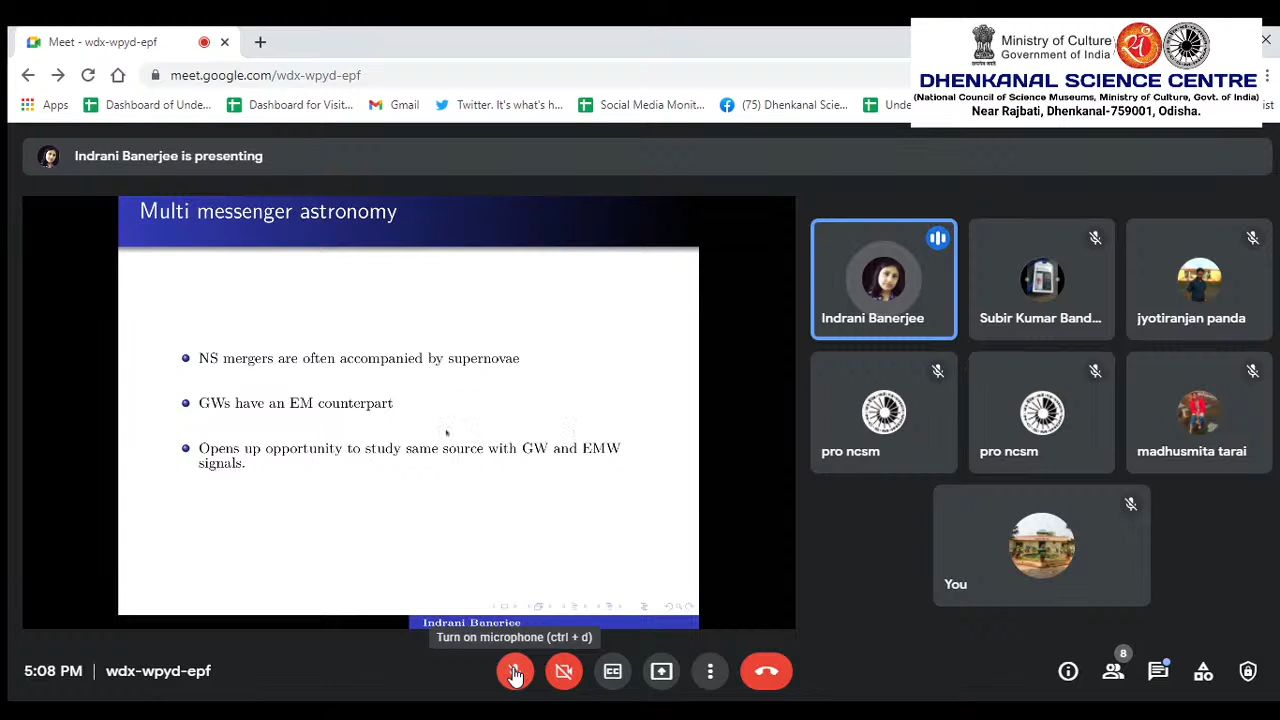 Meet - wdx-wpyd-epf
meet.google.com/wdx-wpyd-epf
Apps
Dashboard of Unde...
Dashboard for Visit...
Gmail
Twitter. It's what's h...
Social Media Monit...
(75) Dhenkanal Scie...
Unde
ist
Ministry of Culture
Government of India
DHENKANAL SCIENCE CENTRE
(National Council of Science Museums, Ministry of Culture, Govt. of India)
Near Rajbati, Dhenkanal-759001, Odisha.
Indrani Banerjee is presenting
Multi messenger astronomy
NS mergers are often accompanied by supernovae
GWs have an EM counterpart
Opens up opportunity to study same source with GW and EMW
signals.
Indrani Banerjee
Indrani Banerjee
Subir Kumar Band...
jyotiranjan panda
pro ncsm
pro ncsm
madhusmita tarai
You
Turn on microphone (ctrl + d)
5:08 PM
wdx-wpyd-epf
8